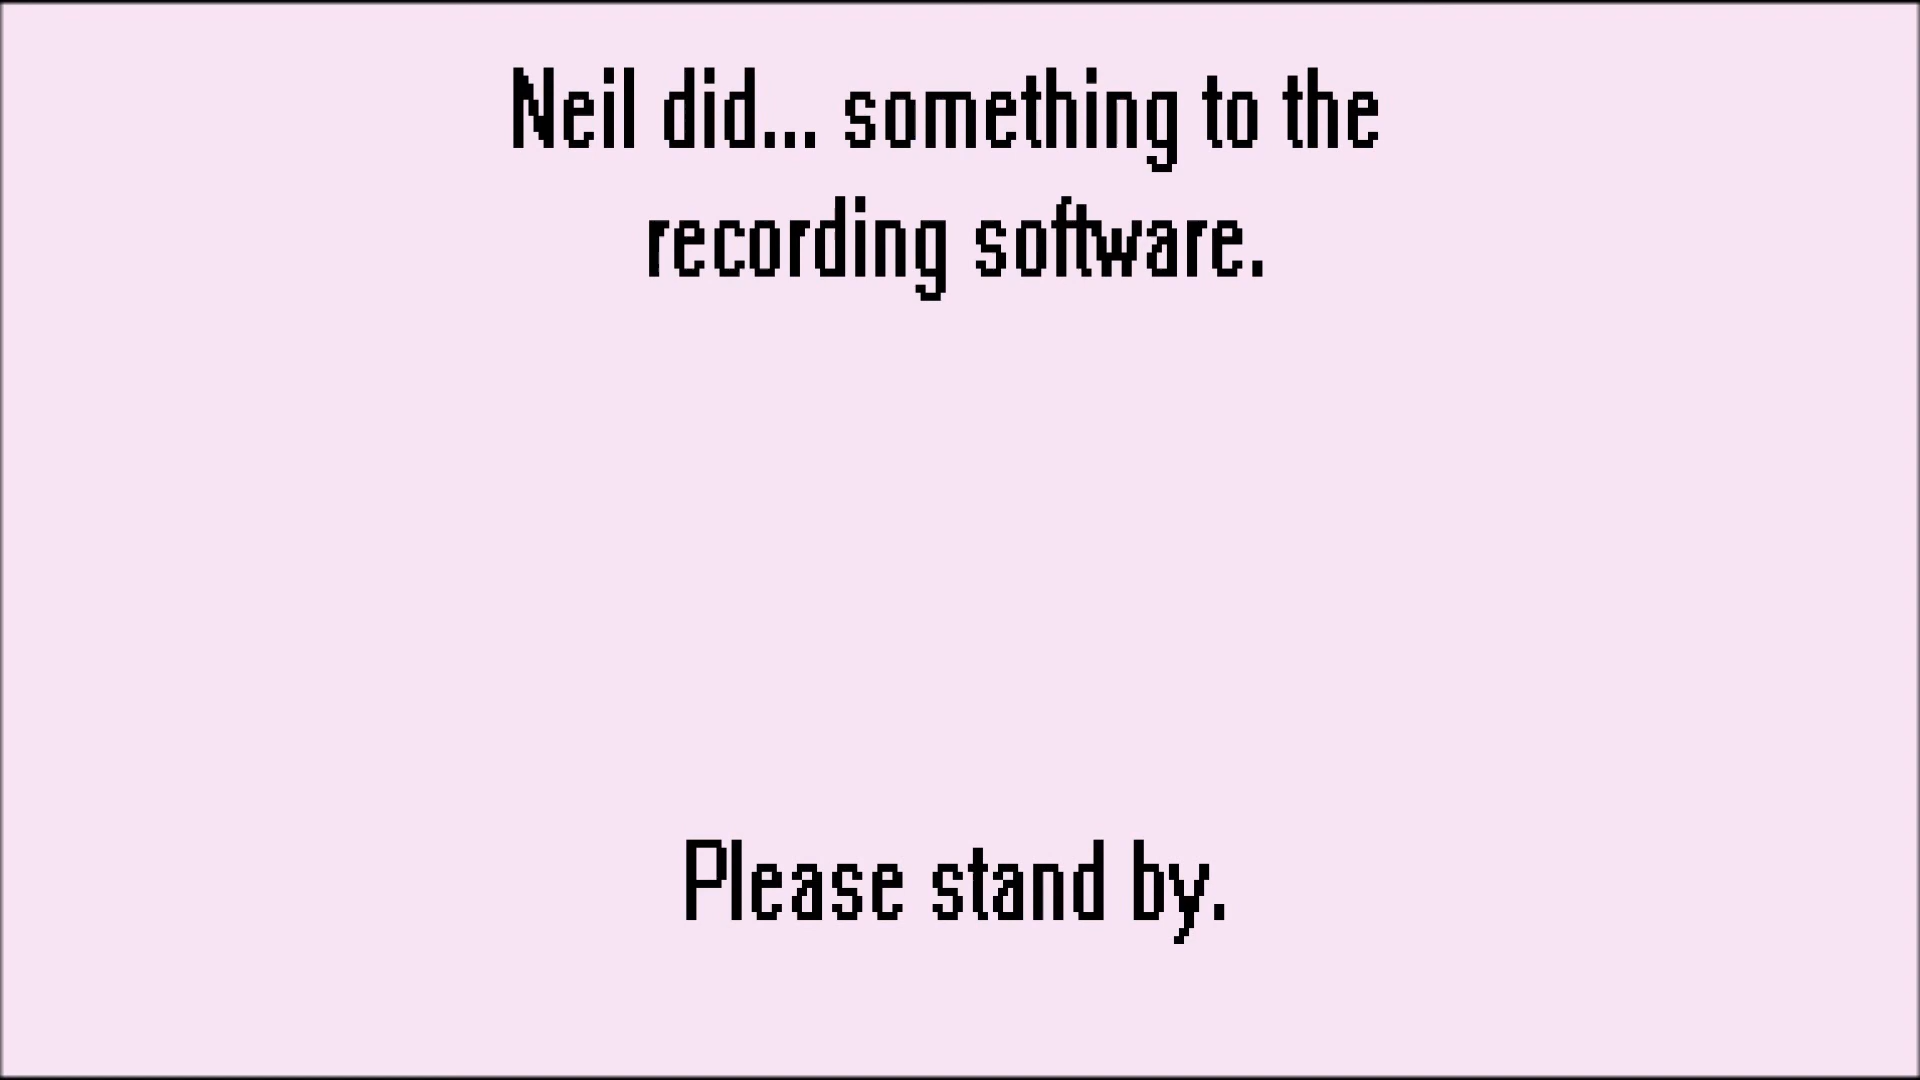 Neil did... something to the
recording software.
Please stand by.